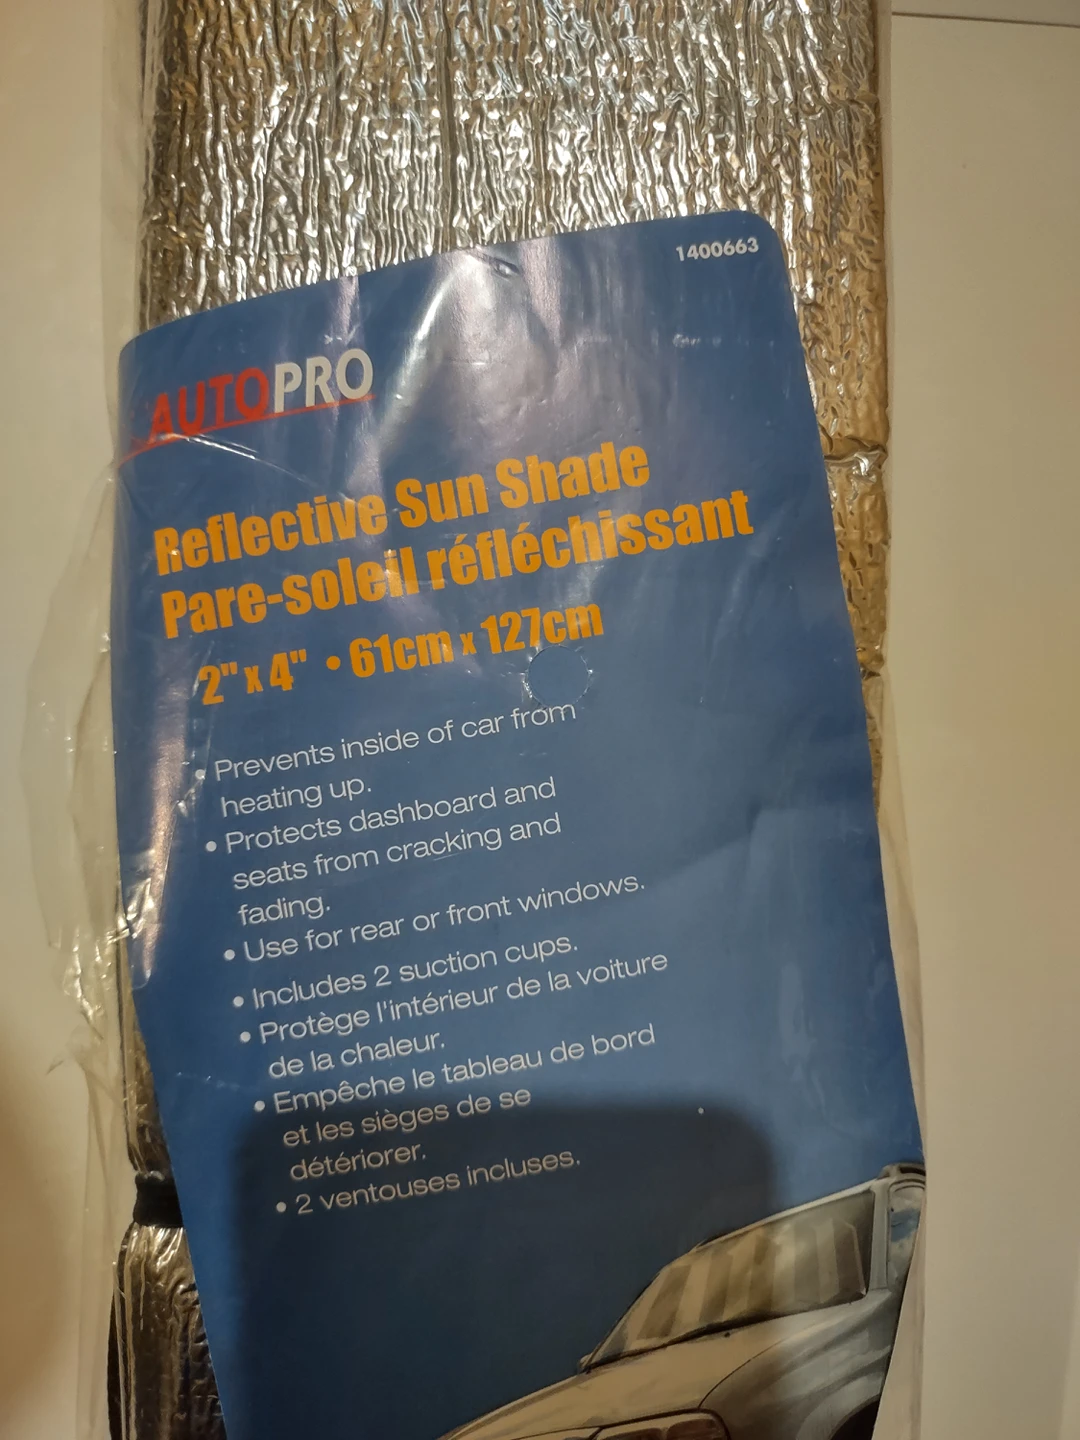 1400663
AUTOPRO
Reflective Sun Shade
Pare-soleil réfléchissant
2" x 4" • 61cm x 127cm
• Prevents inside of car from
heating up.
• Protects dashboard and
seats from cracking and
fading.
• Use for rear or front windows.
• Includes 2 suction cups.
• Protège l'intérieur de la voiture
de la chaleur.
• Empêche le tableau de bord
et les sièges de se
détériorer.
• 2 ventouses incluses.